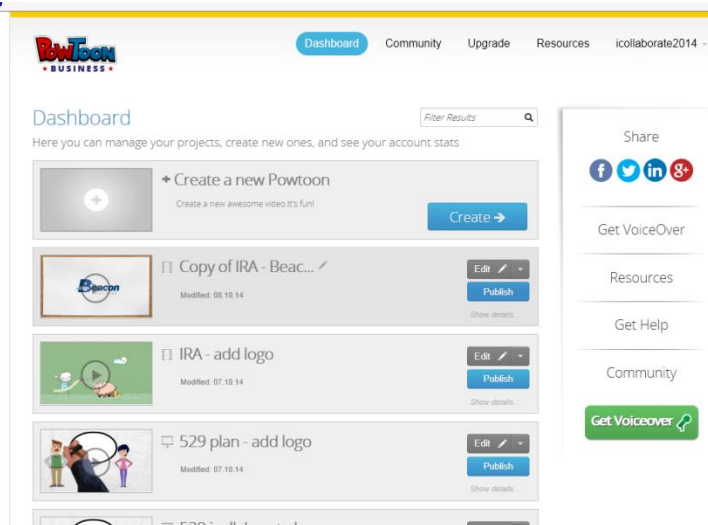 PowToon
BUSINESS
Dashboard Community Upgrade Resources icollaborate2014
Dashboard
Filter Results
Here you can manage your projects, create new ones, and see your account stats
+ Create a new Powtoon
Create a new awesome video.It's fun!
Create →
Beacon
Copy of IRA - Beac...
Modified: 08.10.14
Edit
Publish
Show details...
IRA - add logo
Modified: 07.10.14
Edit
Publish
Show details...
529 plan - add logo
Modified: 07.10.14
Edit
Publish
Show details...
Share
f in g+
Get VoiceOver
Resources
Get Help
Community
Get Voiceover